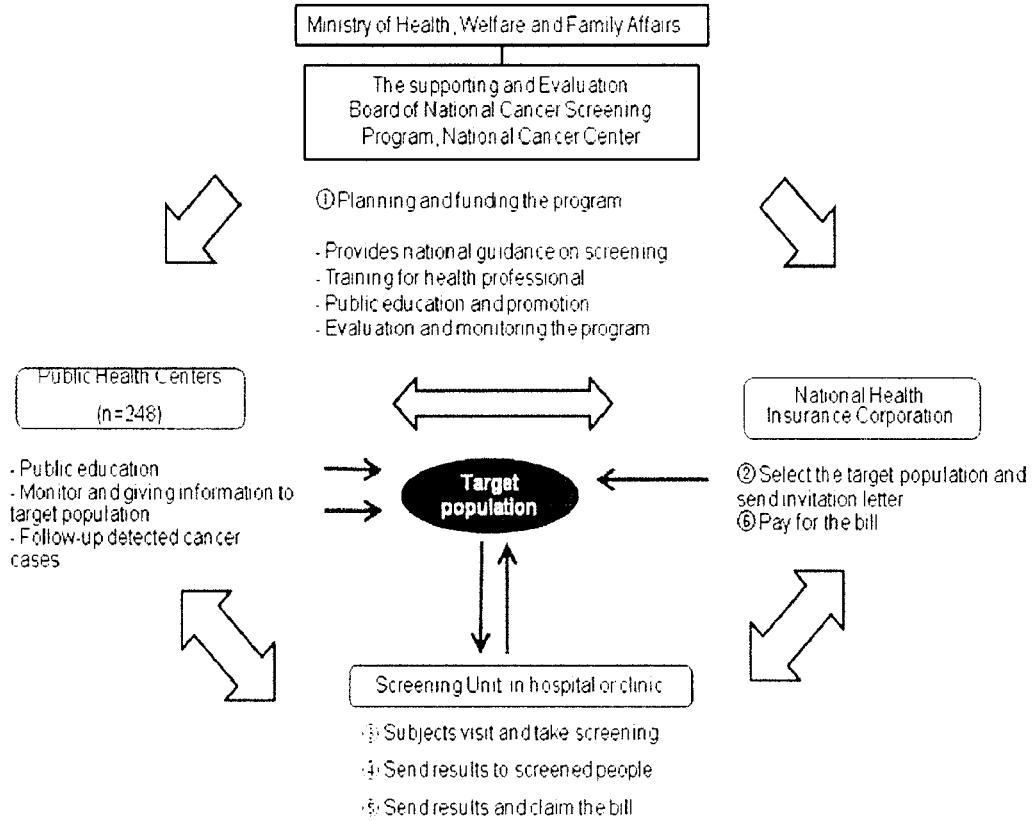 Ministry of Health, Welfare and Family Affairs
The supporting and Evaluation
Board of National Cancer Screening
Program, National Cancer Center
①Planning and funding the program
- Provides national guidance on screening
- Training for health professional
- Public education and promotion
- Evaluation and monitoring the program
Public Health Centers
(n=248)
National Health
Insurance Corporation
- Public education
- Monitor and giving information to
target population
- Follow-up detected cancer
cases
Target
population
②Select the target population and
send invitation letter
⑥Pay for the bill
Screening Unit in hospital or clinic
③Subjects visit and take screening
④Send results to screened people
⑤Send results and claim the bill